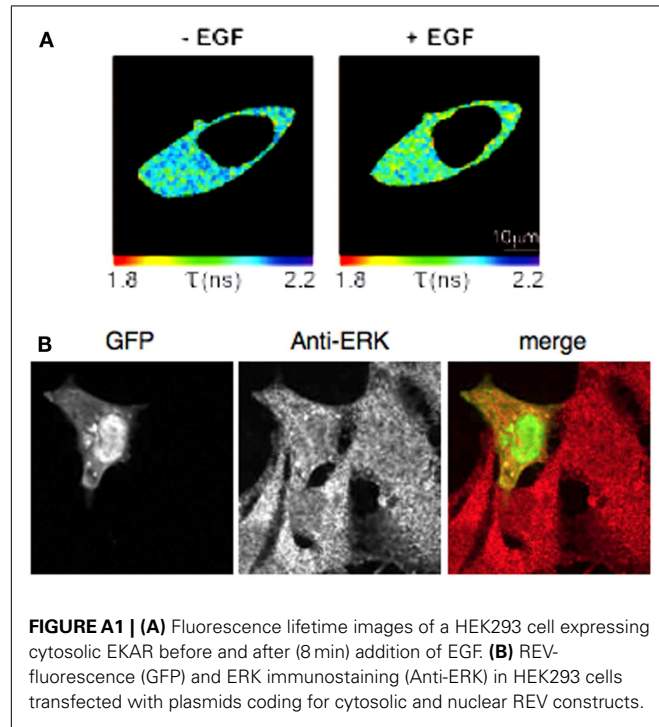 A
- EGF
+ EGF
10μm
1.8 τ(ns) 2.2
1.8 τ(ns) 2.2
B
GFP
Anti-ERK
merge
FIGURE A1 | (A) Fluorescence lifetime images of a HEK293 cell expressing
cytosolic EKAR before and after (8 min) addition of EGF. (B) REV-
fluorescence (GFP) and ERK immunostaining (Anti-ERK) in HEK293 cells
transfected with plasmids coding for cytosolic and nuclear REV constructs.